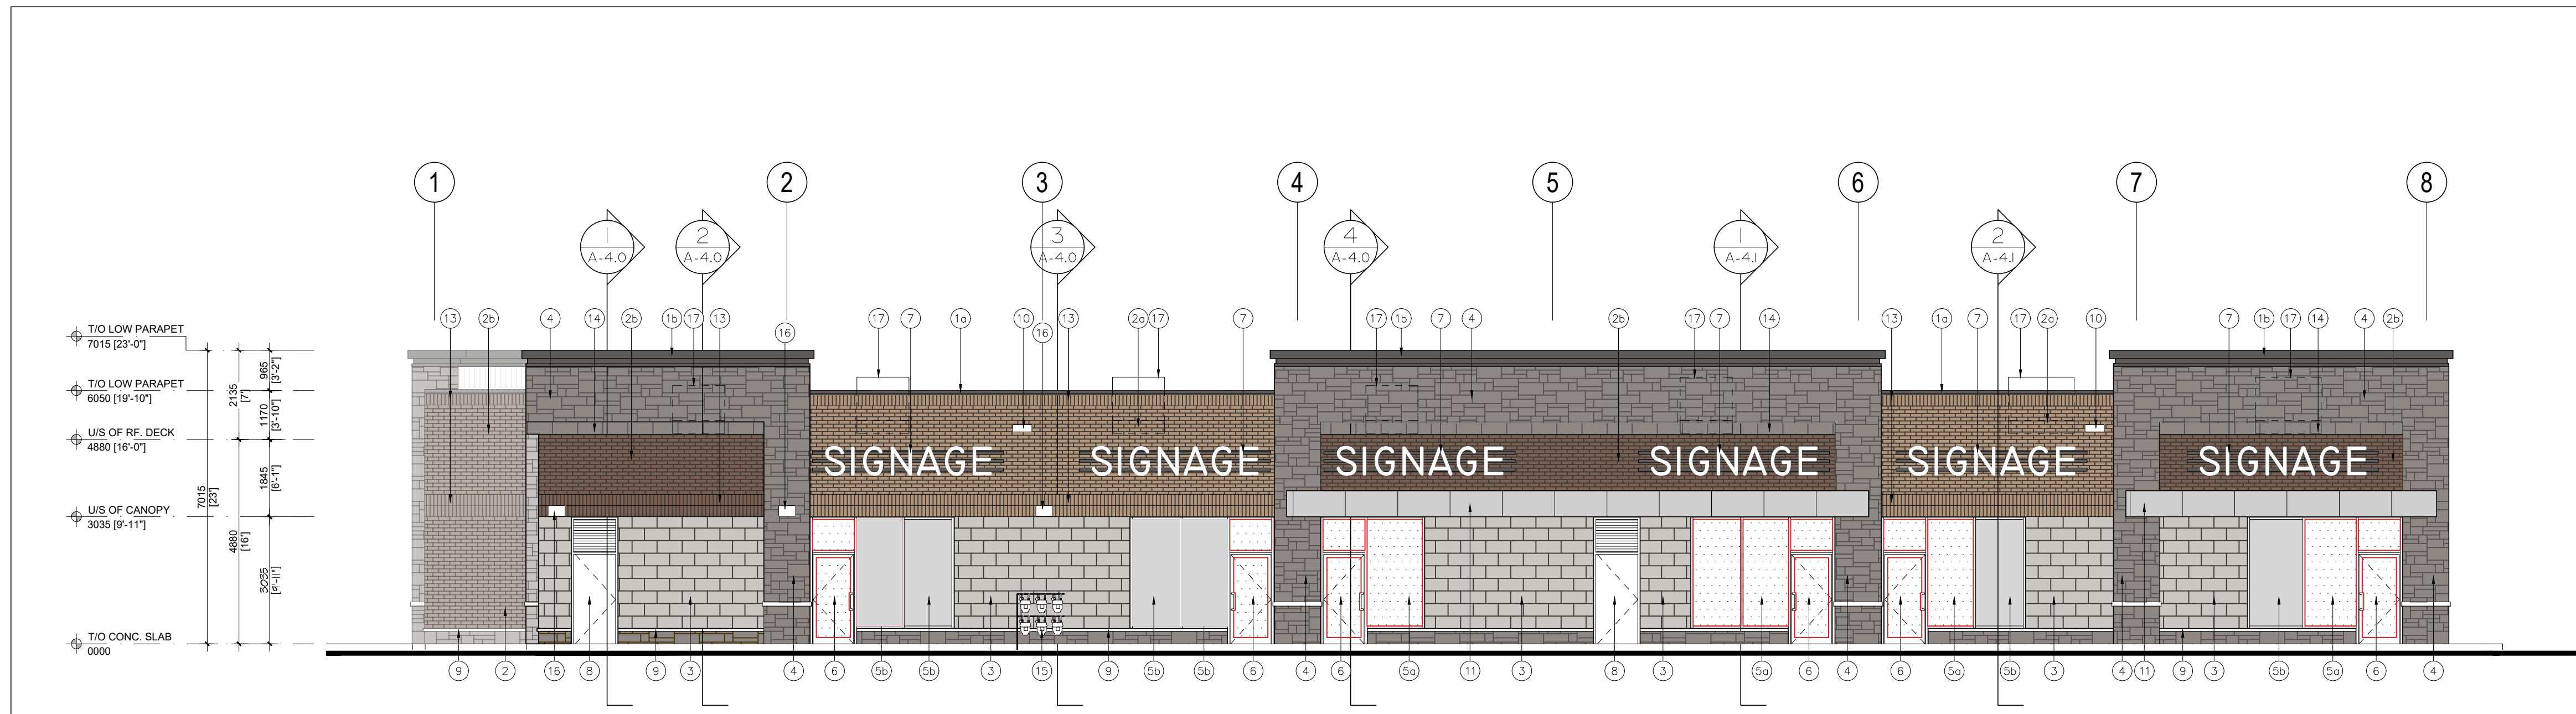 1 2 3 4 5 6 7 8
1 2 3 4 1 2
A-4.0 A-4.0 A-4.0 A-4.0 A-4.1 A-4.1
13 2b 4 14 2b 1b 17 13 17 7 1a 10 13 2a 17 7 17 1b 7 4 2b 17 7 14 13 1a 7 17 2a 10 7 1b 17 14 4 2b
16 16
T/O LOW PARAPET
7015 [23'-0"]
T/O LOW PARAPET
6050 [19'-10"]
U/S OF RF. DECK
4880 [16'-0"]
U/S OF CANOPY
3035 [9'-11"]
T/O CONC. SLAB
0000
7015
[23']
2135
[7']
4880
[16']
965
[3'-2"]
1170
[3'-10"]
1845
[6'-1"]
3035
[9'-11"]
SIGNAGE SIGNAGE SIGNAGE SIGNAGE SIGNAGE SIGNAGE
9 2 16 8 9 3 4 6 5b 5b 3 15 9 5b 5b 6 4 6 5a 11 3 8 3 5a 6 4 6 5a 5b 3 4 11 9 3 5b 5a 6 4